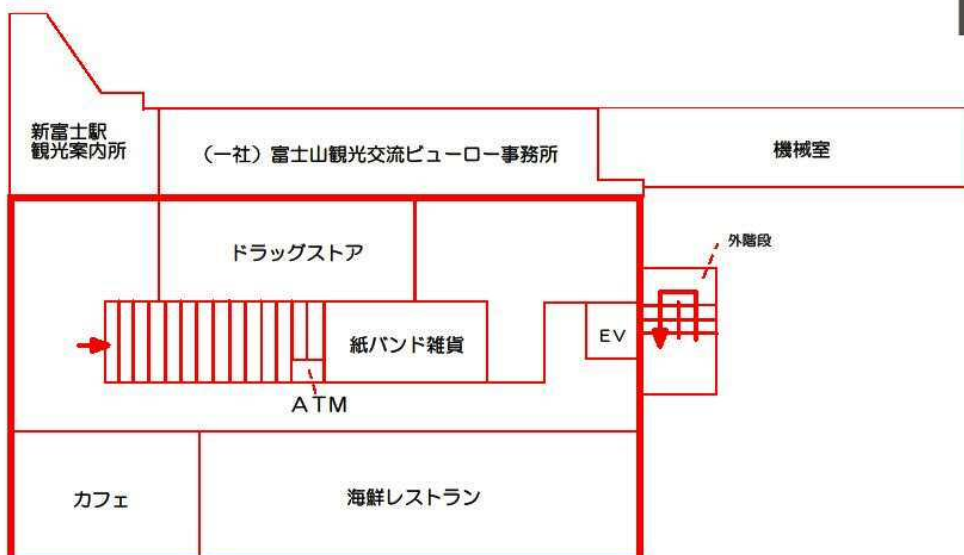 新富士駅
観光案内所
（一社）富士山観光交流ビューロー事務所
機械室
ドラッグストア
外階段
紙バンド雑貨
EV
ATM
カフェ
海鮮レストラン